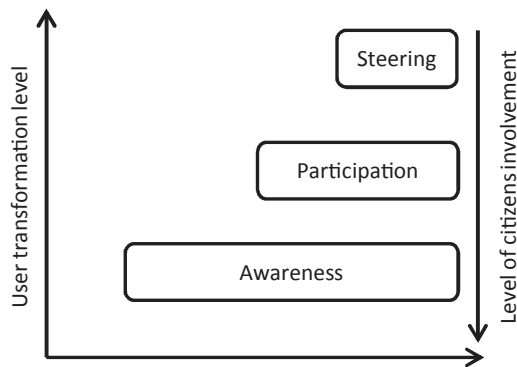 User transformation level
Steering
Participation
Awareness
Level of citizens involvement